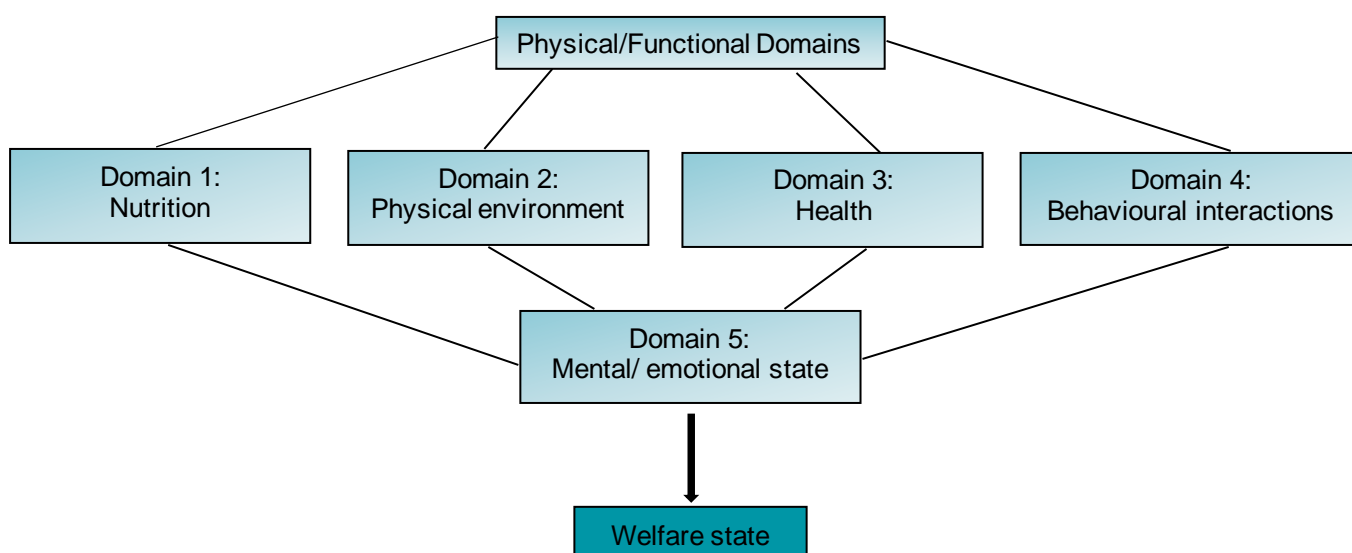 Physical/Functional Domains
Domain 1:
Nutrition
Domain 2:
Physical environment
Domain 3:
Health
Domain 4:
Behavioural interactions
Domain 5:
Mental/ emotional state
Welfare state